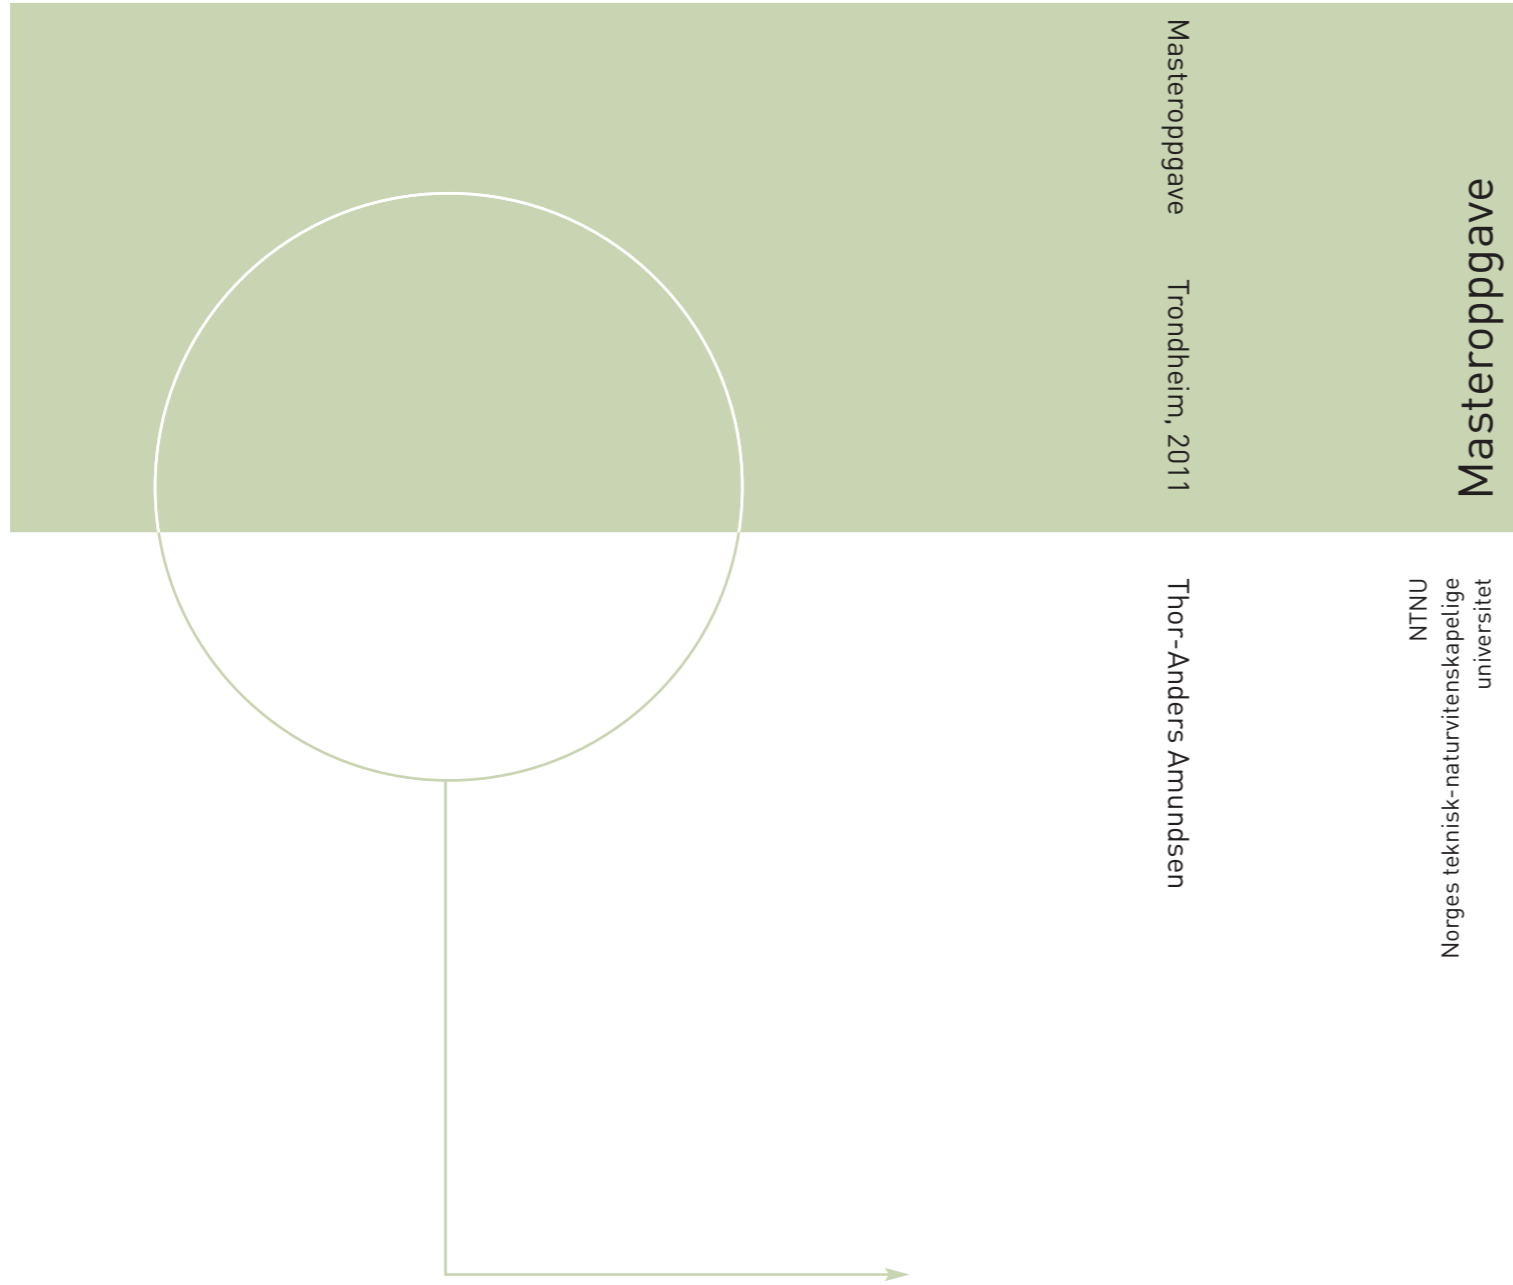 Masteroppgave
Trondheim, 2011
Thor-Anders Amundsen
Masteroppgave
NTNU
Norges teknisk-naturvitenskapelige
universitet